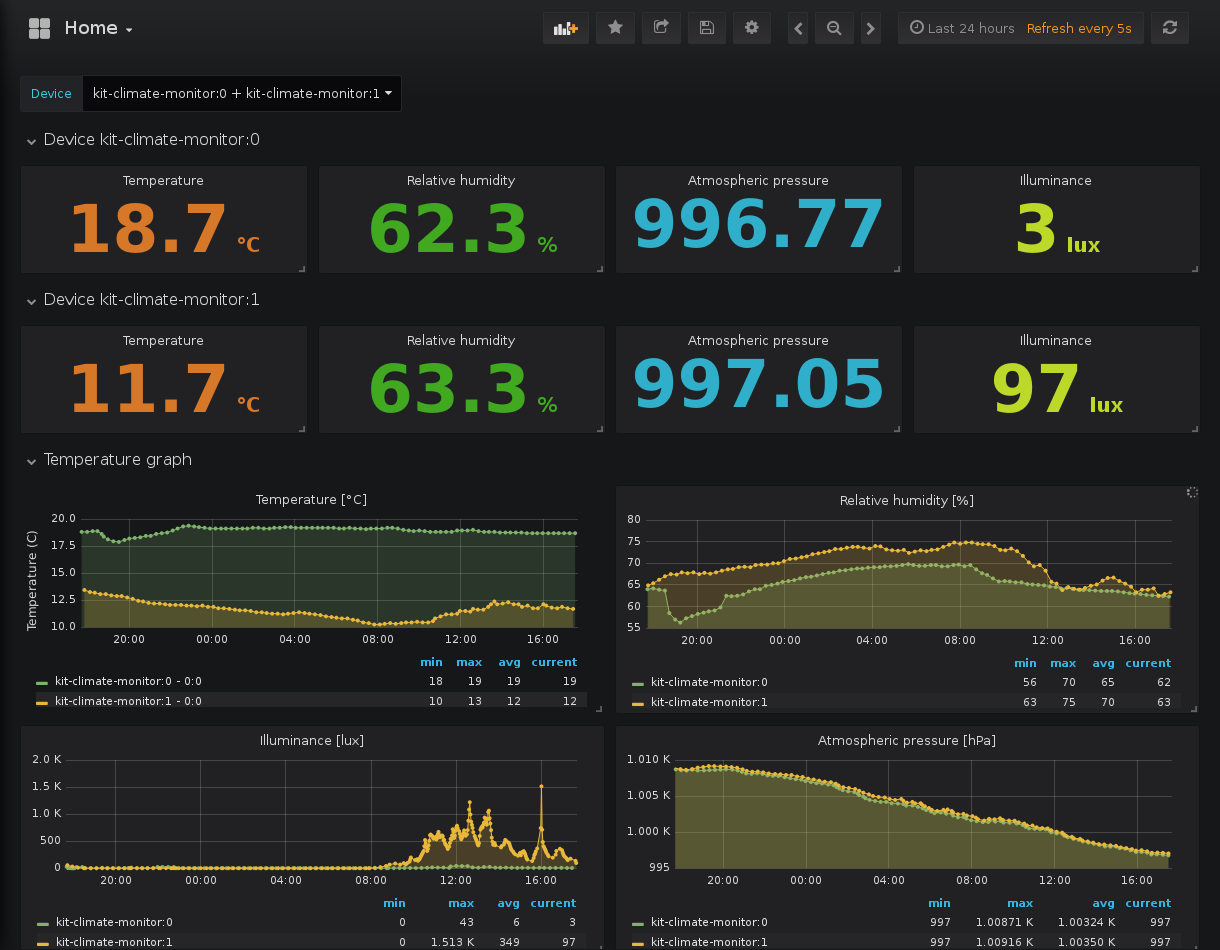 Home
Last 24 hours Refresh every 5s
Device kit-climate-monitor:0 + kit-climate-monitor:1
Device kit-climate-monitor:0
Temperature Relative humidity Atmospheric pressure Illuminance
18.7 °C 62.3 % 996.77 3 lux
Device kit-climate-monitor:1
Temperature Relative humidity Atmospheric pressure Illuminance
11.7 °C 63.3 % 997.05 97 lux
Temperature graph
Temperature [°C]
Temperature (C)
20.0
17.5
15.0
12.5
10.0
20:00 00:00 04:00 08:00 12:00 16:00
min max avg current
kit-climate-monitor:0 - 0:0 18 19 19 19
kit-climate-monitor:1 - 0:0 10 13 12 12
Relative humidity [%]
80
75
70
65
60
55
20:00 00:00 04:00 08:00 12:00 16:00
min max avg current
kit-climate-monitor:0 56 70 65 62
kit-climate-monitor:1 63 75 70 63
Illuminance [lux]
2.0 K
1.5 K
1.0 K
500
0
20:00 00:00 04:00 08:00 12:00 16:00
min max avg current
kit-climate-monitor:0 0 43 6 3
kit-climate-monitor:1 0 1.513 K 349 97
Atmospheric pressure [hPa]
1.010 K
1.005 K
1.000 K
995
20:00 00:00 04:00 08:00 12:00 16:00
min max avg current
kit-climate-monitor:0 997 1.00871 K 1.00324 K 997
kit-climate-monitor:1 997 1.00916 K 1.00350 K 997